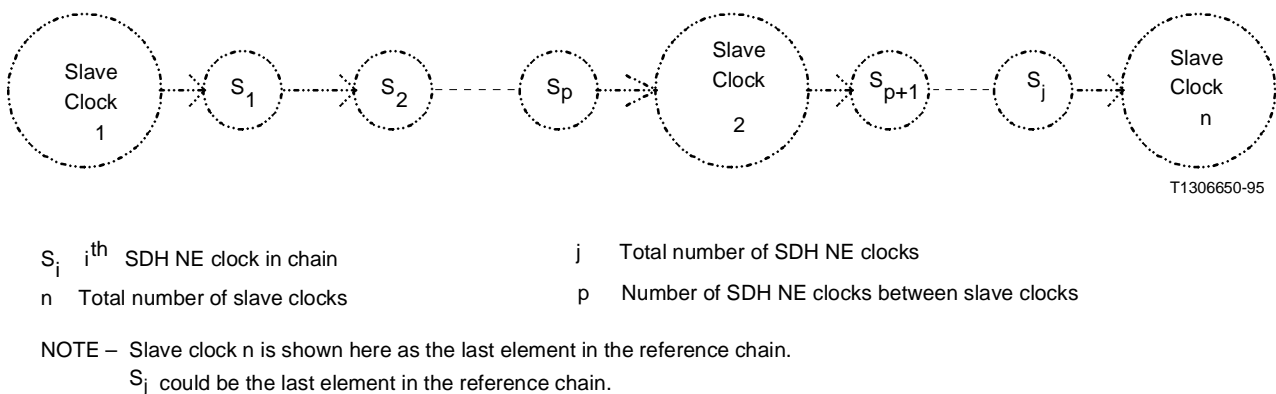 Slave Clock 1
S1
S2
Sp
Slave Clock 2
Sp+1
Sj
Slave Clock n
T1306650-95
Si ith SDH NE clock in chain
j Total number of SDH NE clocks
n Total number of slave clocks
p Number of SDH NE clocks between slave clocks
NOTE – Slave clock n is shown here as the last element in the reference chain.
Sj could be the last element in the reference chain.